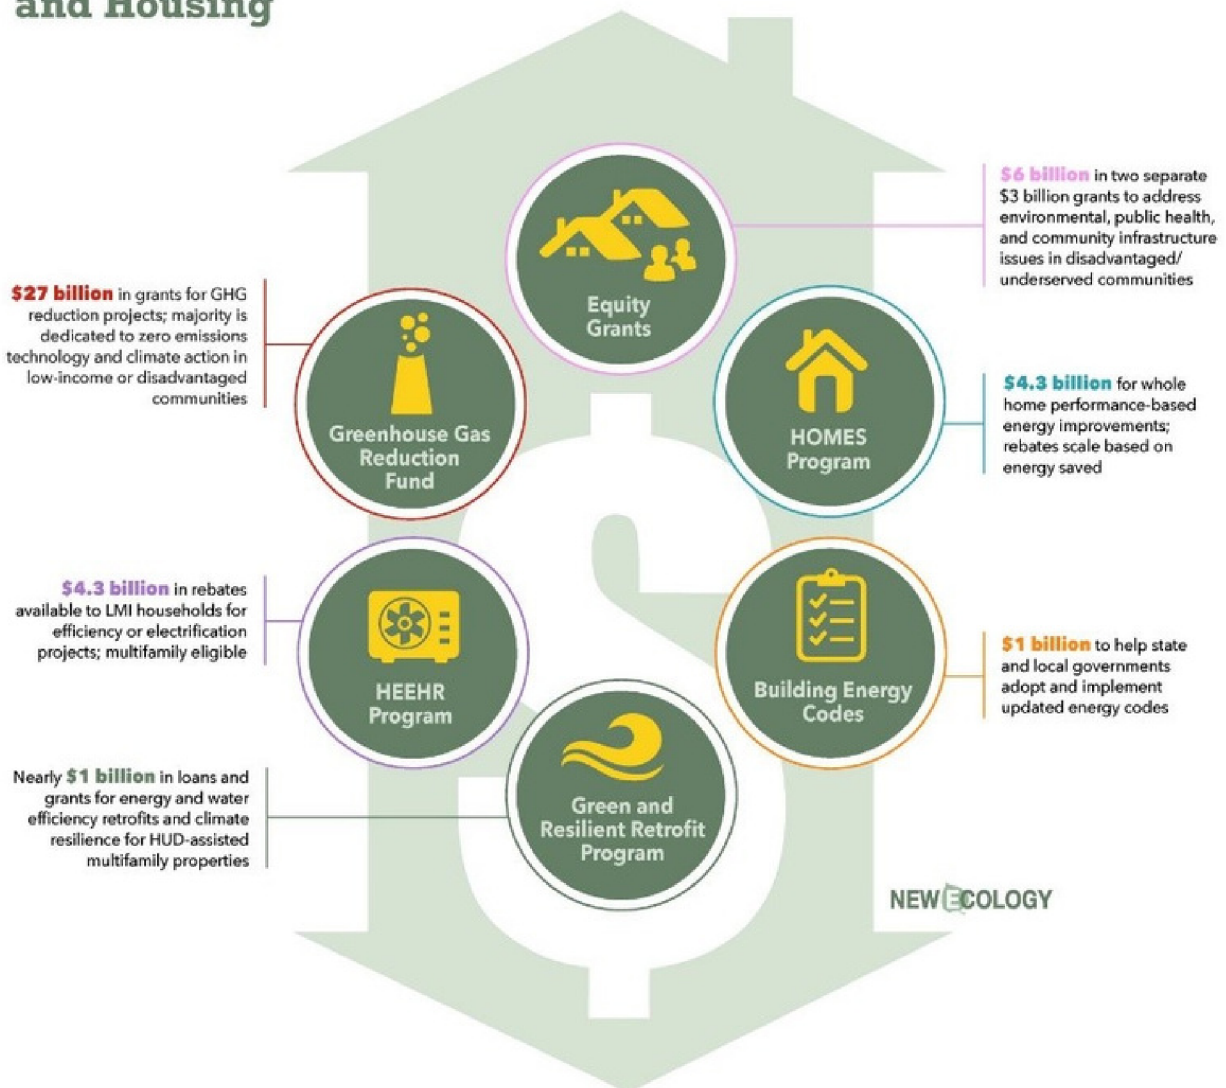 and Housing
$6 billion in two separate
$3 billion grants to address
environmental, public health,
and community infrastructure
issues in disadvantaged/
underserved communities
Equity
Grants
$27 billion in grants for GHG
reduction projects; majority is
dedicated to zero emissions
technology and climate action in
low-income or disadvantaged
communities
Greenhouse Gas
Reduction
Fund
HOMES
Program
$4.3 billion for whole
home performance-based
energy improvements;
rebates scale based on
energy saved
$4.3 billion in rebates
available to LMI households for
efficiency or electrification
projects; multifamily eligible
HEEHR
Program
Building Energy
Codes
$1 billion to help state
and local governments
adopt and implement
updated energy codes
Nearly $1 billion in loans and
grants for energy and water
efficiency retrofits and climate
resilience for HUD-assisted
multifamily properties
Green and
Resilient Retrofit
Program
NEW ECOLOGY